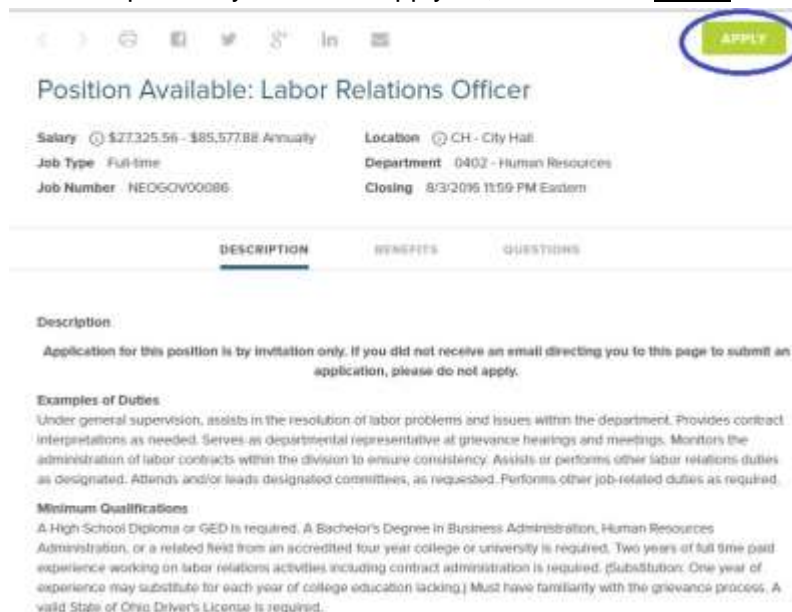 APPLY
Position Available: Labor Relations Officer
Salary $27,325.56 - $85,577.88 Annually Location CH - City Hall
Job Type Full-time Department 0402 - Human Resources
Job Number NEOGOV00086 Closing 8/3/2016 11:59 PM Eastern
DESCRIPTION BENEFITS QUESTIONS
Description
Application for this position is by invitation only. If you did not receive an email directing you to this page to submit an
application, please do not apply.
Examples of Duties
Under general supervision, assists in the resolution of labor problems and issues within the department. Provides contract
interpretations as needed. Serves as departmental representative at grievance hearings and meetings. Monitors the
administration of labor contracts within the division to ensure consistency. Assists or performs other labor relations duties
as designated. Attends and/or leads designated committees, as requested. Performs other job-related duties as required.
Minimum Qualifications
A High School Diploma or GED is required. A Bachelor's Degree in Business Administration, Human Resources
Administration, or a related field from an accredited four year college or university is required. Two years of full time paid
experience working on labor relations activities including contract administration is required. (Substitution: One year of
experience may substitute for each year of college education lacking.) Must have familiarity with the grievance process. A
valid State of Ohio Driver's License is required.